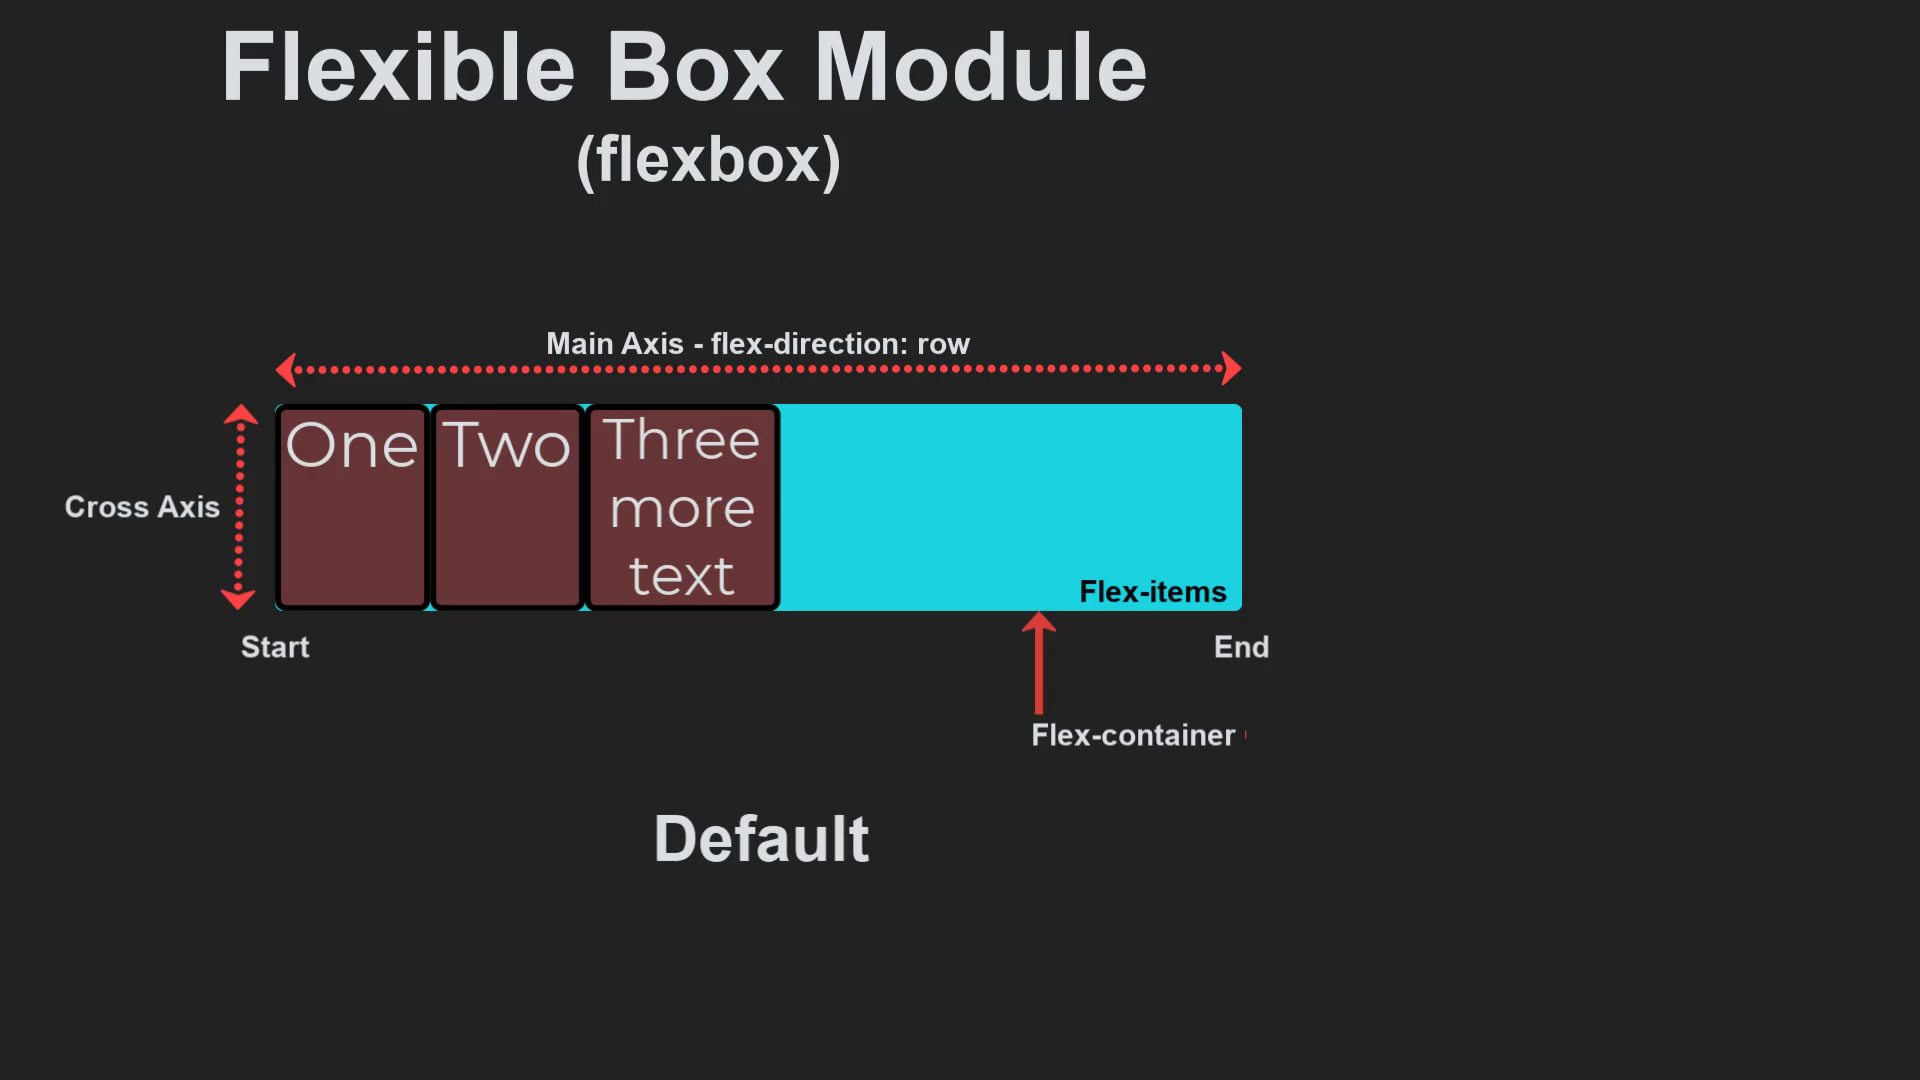 Flexible Box Module
(flexbox)
Main Axis - flex-direction: row
One
Two
Three
more
text
Cross Axis
Flex-items
Start
End
Flex-container
Default